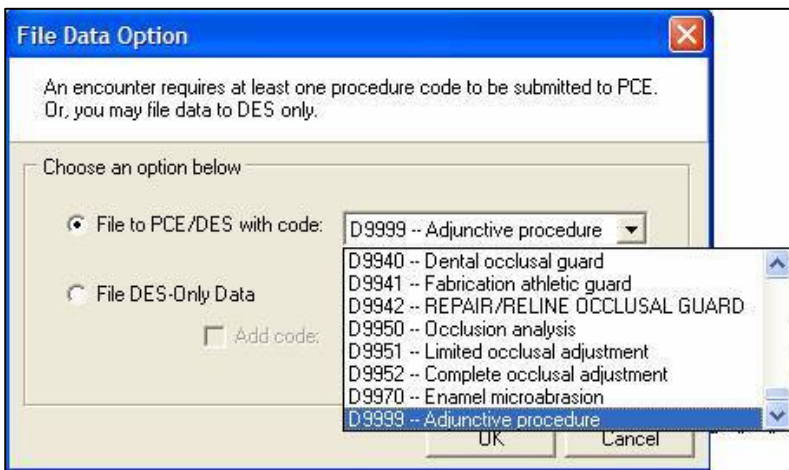 File Data Option
An encounter requires at least one procedure code to be submitted to PCE.
Or, you may file data to DES only.
Choose an option below
File to PCE/DES with code:
D9999 -- Adjunctive procedure
D9940 -- Dental occlusal guard
D9941 -- Fabrication athletic guard
D9942 -- REPAIR/RELINE OCCLUSAL GUARD
D9950 -- Occlusion analysis
D9951 -- Limited occlusal adjustment
D9952 -- Complete occlusal adjustment
D9970 -- Enamel microabrasion
D9999 -- Adjunctive procedure
File DES-Only Data
Add code:
OK
Cancel